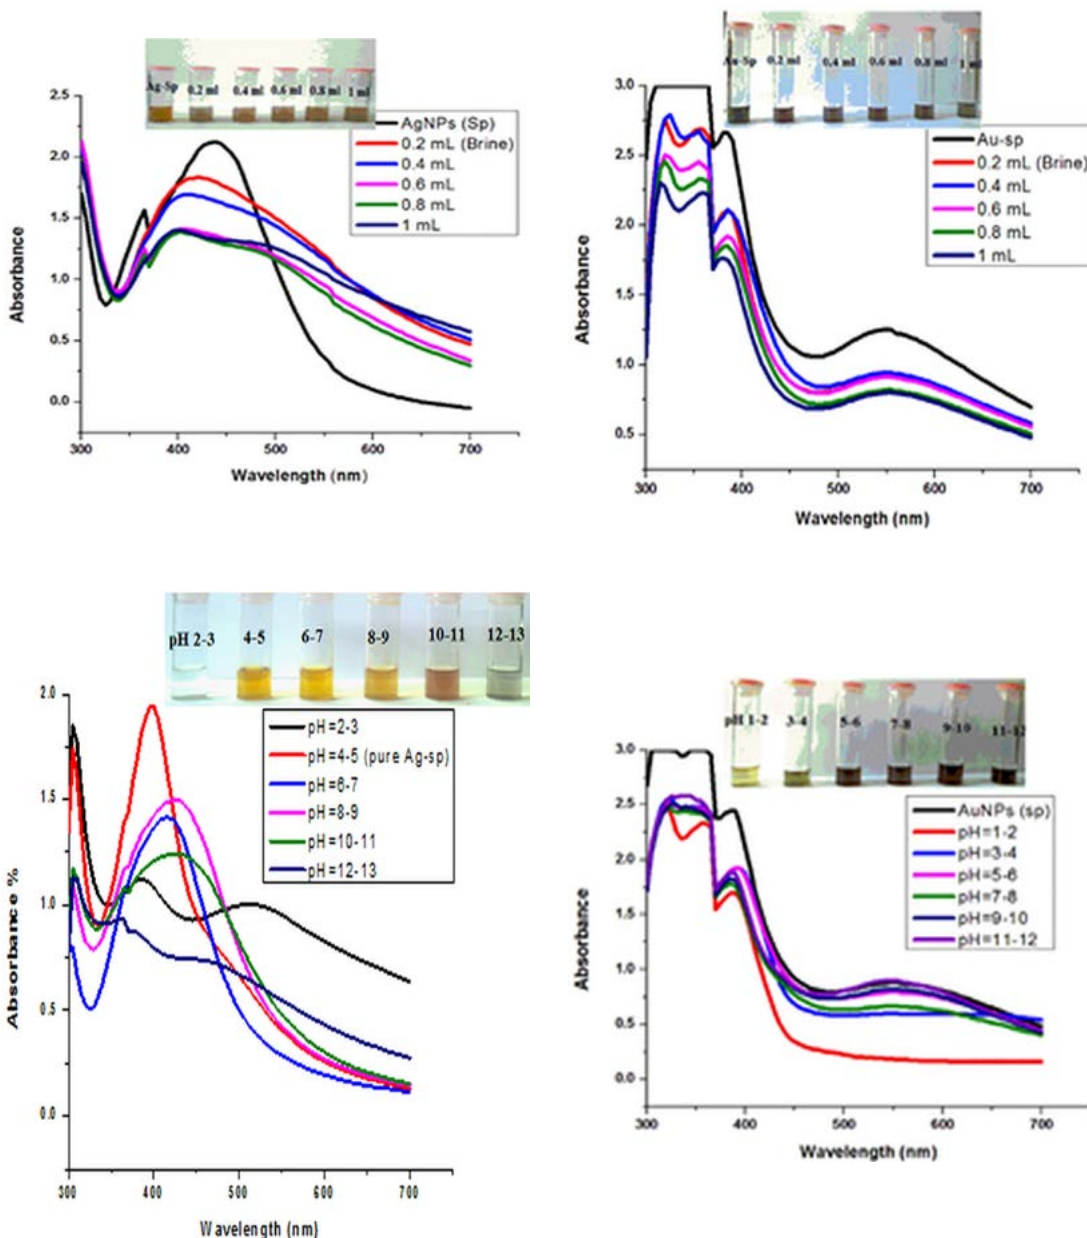 Ag-Sp 0.2 ml 0.4 ml 0.6 ml 0.8 ml 1 ml
AgNPs (Sp)
0.2 mL (Brine)
0.4 mL
0.6 mL
0.8 mL
1 mL
2.5
2.0
1.5
1.0
0.5
0.0
Absorbance
300 400 500 600 700
Wavelength (nm)
Au-Sp 0.2 ml 0.4 ml 0.6 ml 0.8 ml 1 ml
Au-sp
0.2 mL (Brine)
0.4 mL
0.6 mL
0.8 mL
1 mL
3.0
2.5
2.0
1.5
1.0
0.5
Absorbance
300 400 500 600 700
Wavelength (nm)
pH 2-3 4-5 6-7 8-9 10-11 12-13
pH=2-3
pH=4-5 (pure Ag-sp)
pH=6-7
pH=8-9
pH=10-11
pH=12-13
2.0
1.5
1.0
0.5
0.0
Absorbance %
300 400 500 600 700
Wavelength (nm)
pH 1-2 3-4 5-6 7-8 9-10 11-12
AuNPs (sp)
pH=1-2
pH=3-4
pH=5-6
pH=7-8
pH=9-10
pH=11-12
3.0
2.5
2.0
1.5
1.0
0.5
0.0
Absorbance
300 400 500 600 700
Wavelength (nm)